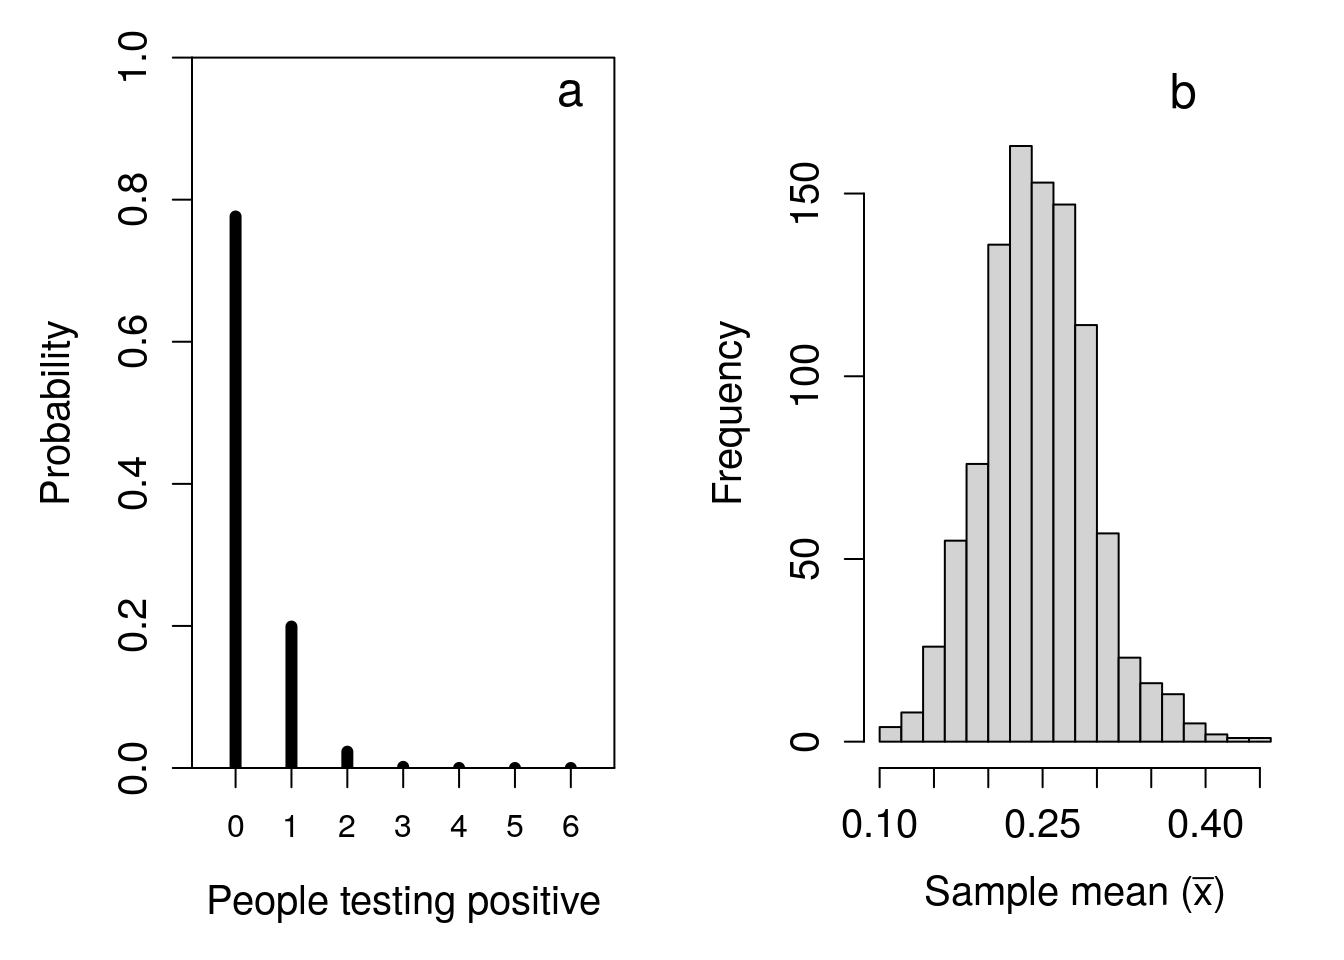 a
Probability
1.0
0.8
0.6
0.4
0.2
0.0
0 1 2 3 4 5 6
People testing positive
b
Frequency
150
100
50
0
0.10 0.25 0.40
Sample mean (x̅)